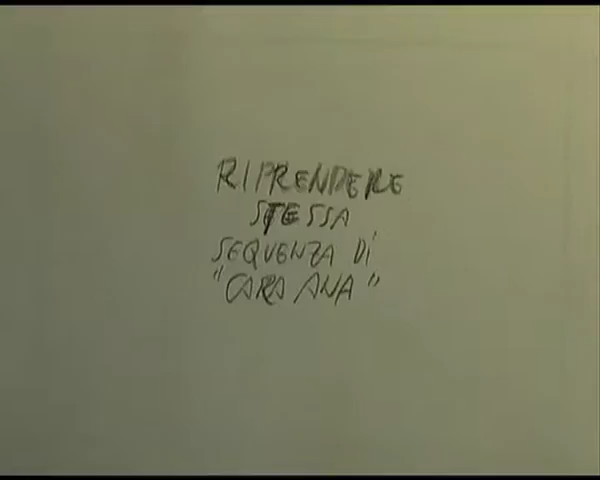 RIPRENDERE
STESSA
SEQUENZA DI
"CARA ANA"